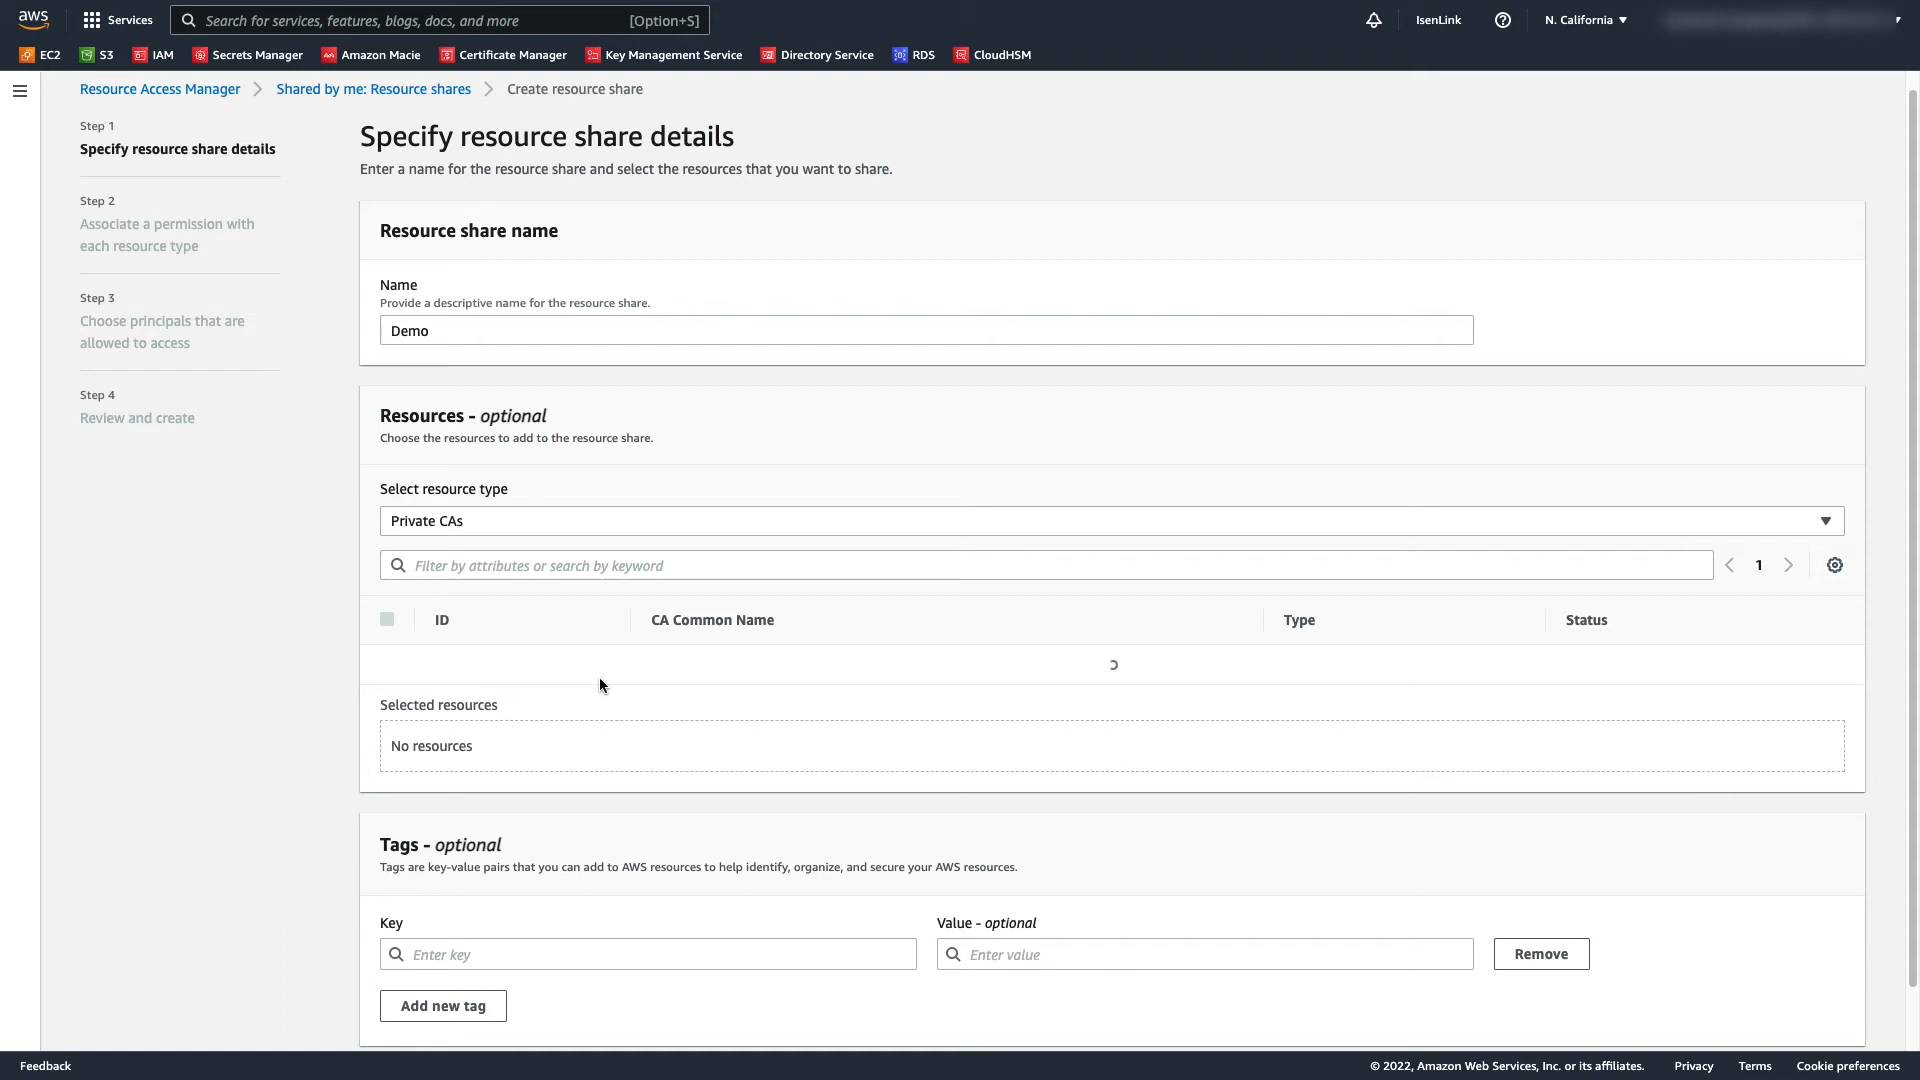 aws
Services
Search for services, features, blogs, docs, and more
[Option+S]
IsenLink
N. California
EC2
S3
IAM
Secrets Manager
Amazon Macie
Certificate Manager
Key Management Service
Directory Service
RDS
CloudHSM
Resource Access Manager
Shared by me: Resource shares
Create resource share
Step 1
Specify resource share details
Step 2
Associate a permission with
each resource type
Step 3
Choose principals that are
allowed to access
Step 4
Review and create
Specify resource share details
Enter a name for the resource share and select the resources that you want to share.
Resource share name
Name
Provide a descriptive name for the resource share.
Demo
Resources - optional
Choose the resources to add to the resource share.
Select resource type
Private CAs
Filter by attributes or search by keyword
1
ID
CA Common Name
Type
Status
Selected resources
No resources
Tags - optional
Tags are key-value pairs that you can add to AWS resources to help identify, organize, and secure your AWS resources.
Key
Value - optional
Enter key
Enter value
Remove
Add new tag
Feedback
© 2022, Amazon Web Services, Inc. or its affiliates.
Privacy
Terms
Cookie preferences